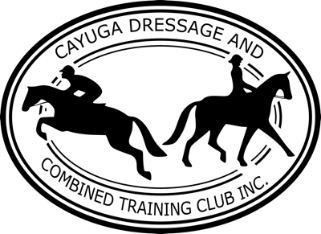 CAYUGA DRESSAGE AND
COMBINED TRAINING CLUB INC.